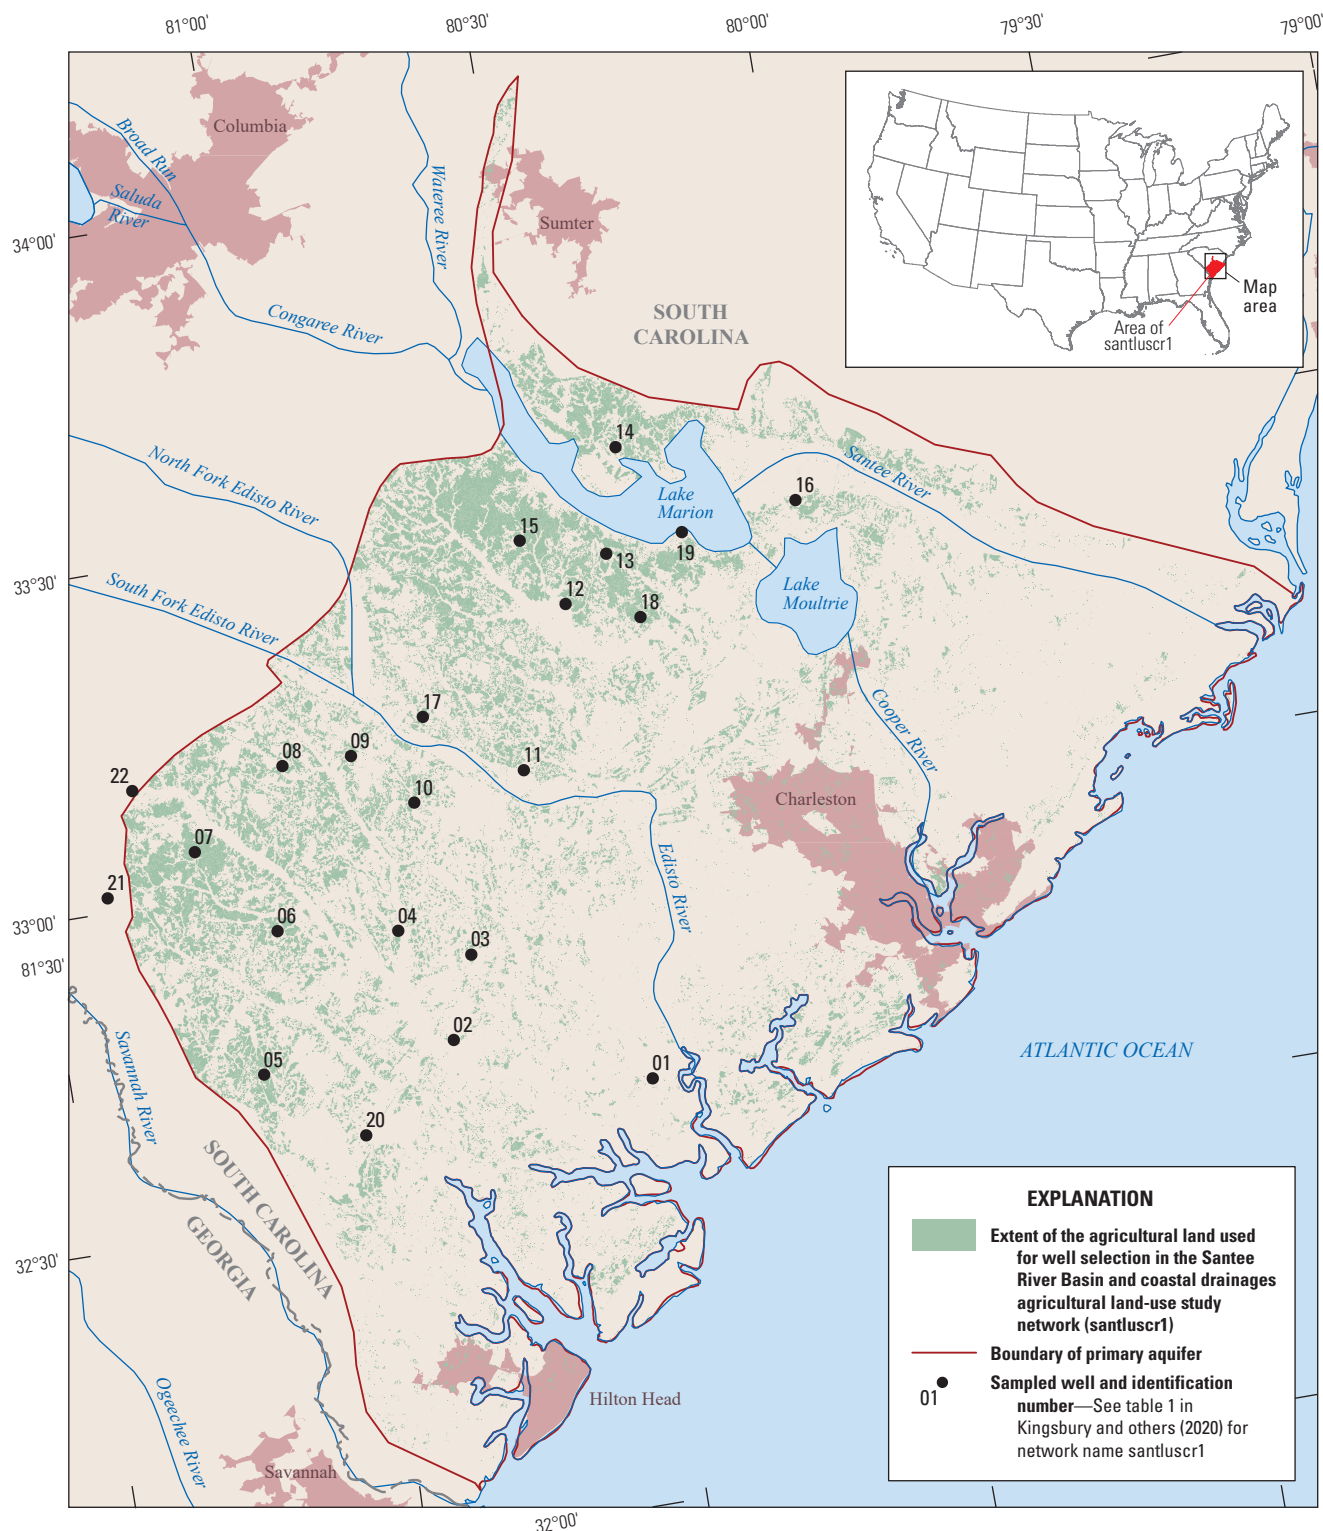 81°00'
80°30'
80°00'
79°30'
79°00'
Columbia
Broad Run
Saluda
River
Wateree River
Sumter
34°00'
Congaree River
SOUTH
CAROLINA
Map
area
Area of
santluscr1
14
North Fork Edisto River
Santee River
16
Lake
Marion
15
13
19
33°30'
12
18
Lake
Moultrie
South Fork Edisto River
17
Cooper River
09
08
11
22
10
Charleston
07
Edisto River
21
06
04
33°00'
03
81°30'
02
Savannah River
01
ATLANTIC OCEAN
05
20
SOUTH CAROLINA
GEORGIA
32°30'
EXPLANATION
Extent of the agricultural land used
for well selection in the Santee
River Basin and coastal drainages
agricultural land-use study
network (santluscr1)
Boundary of primary aquifer
01
Sampled well and identification
number—See table 1 in
Kingsbury and others (2020) for
network name santluscr1
Hilton Head
Ogeechee River
Savannah
32°00'